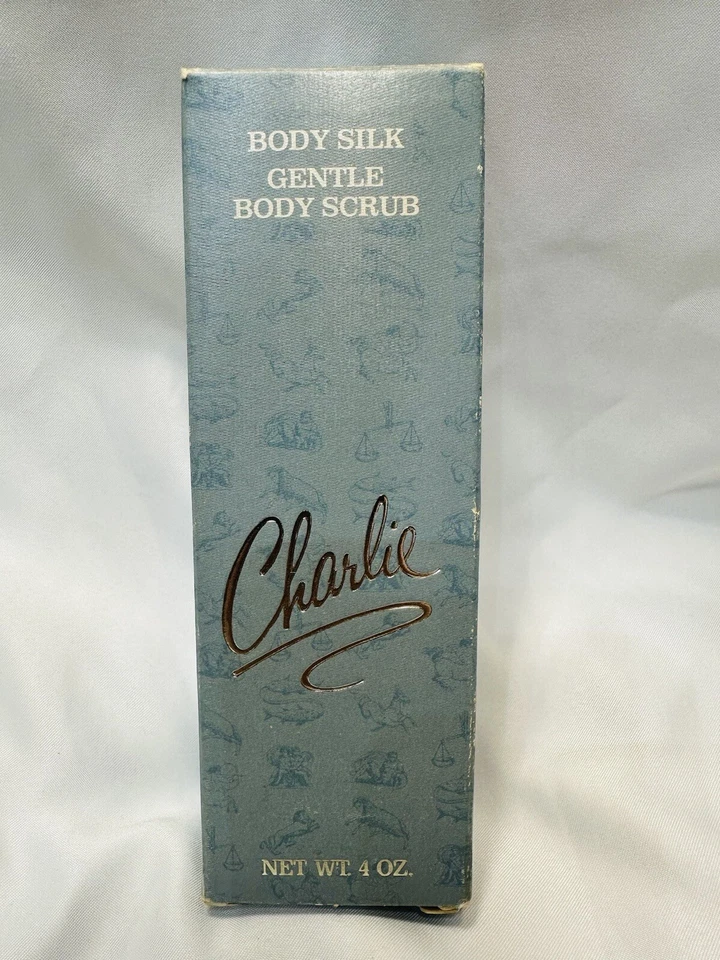 BODY SILK
GENTLE
BODY SCRUB
Charlie
NET WT. 4 OZ.